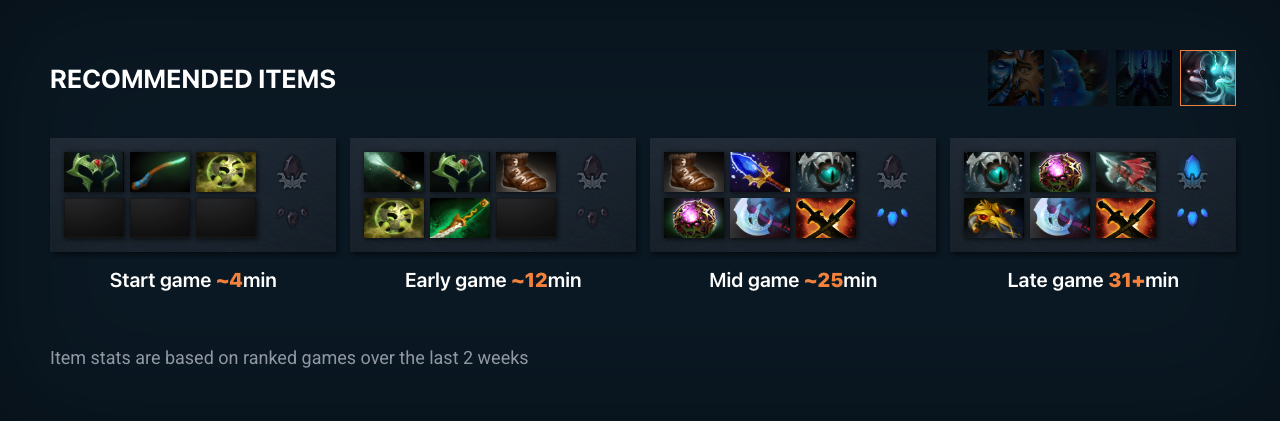 RECOMMENDED ITEMS
Start game ~4min
Early game ~12min
Mid game ~25min
Late game 31+min
Item stats are based on ranked games over the last 2 weeks